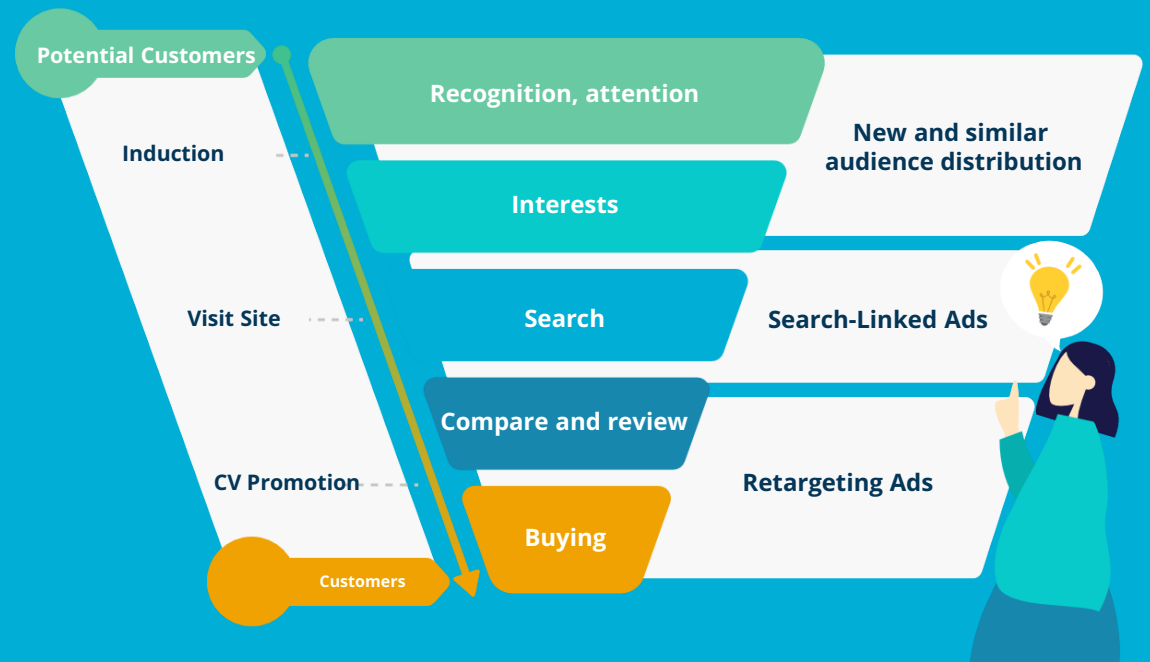 Potential Customers
Recognition, attention
New and similar
audience distribution
Induction
Interests
Visit Site
Search
Search-Linked Ads
Compare and review
CV Promotion
Retargeting Ads
Buying
Customers